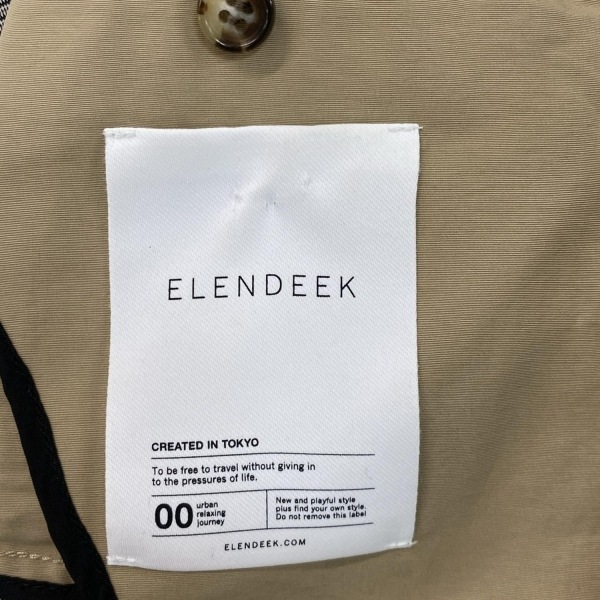 ELENDEEK
CREATED IN TOKYO
To be free to travel without giving in
to the pressures of life.
00
urban
relaxing
journey
New and playful style
plus find your own style.
Do not remove this label
ELENDEEK.COM